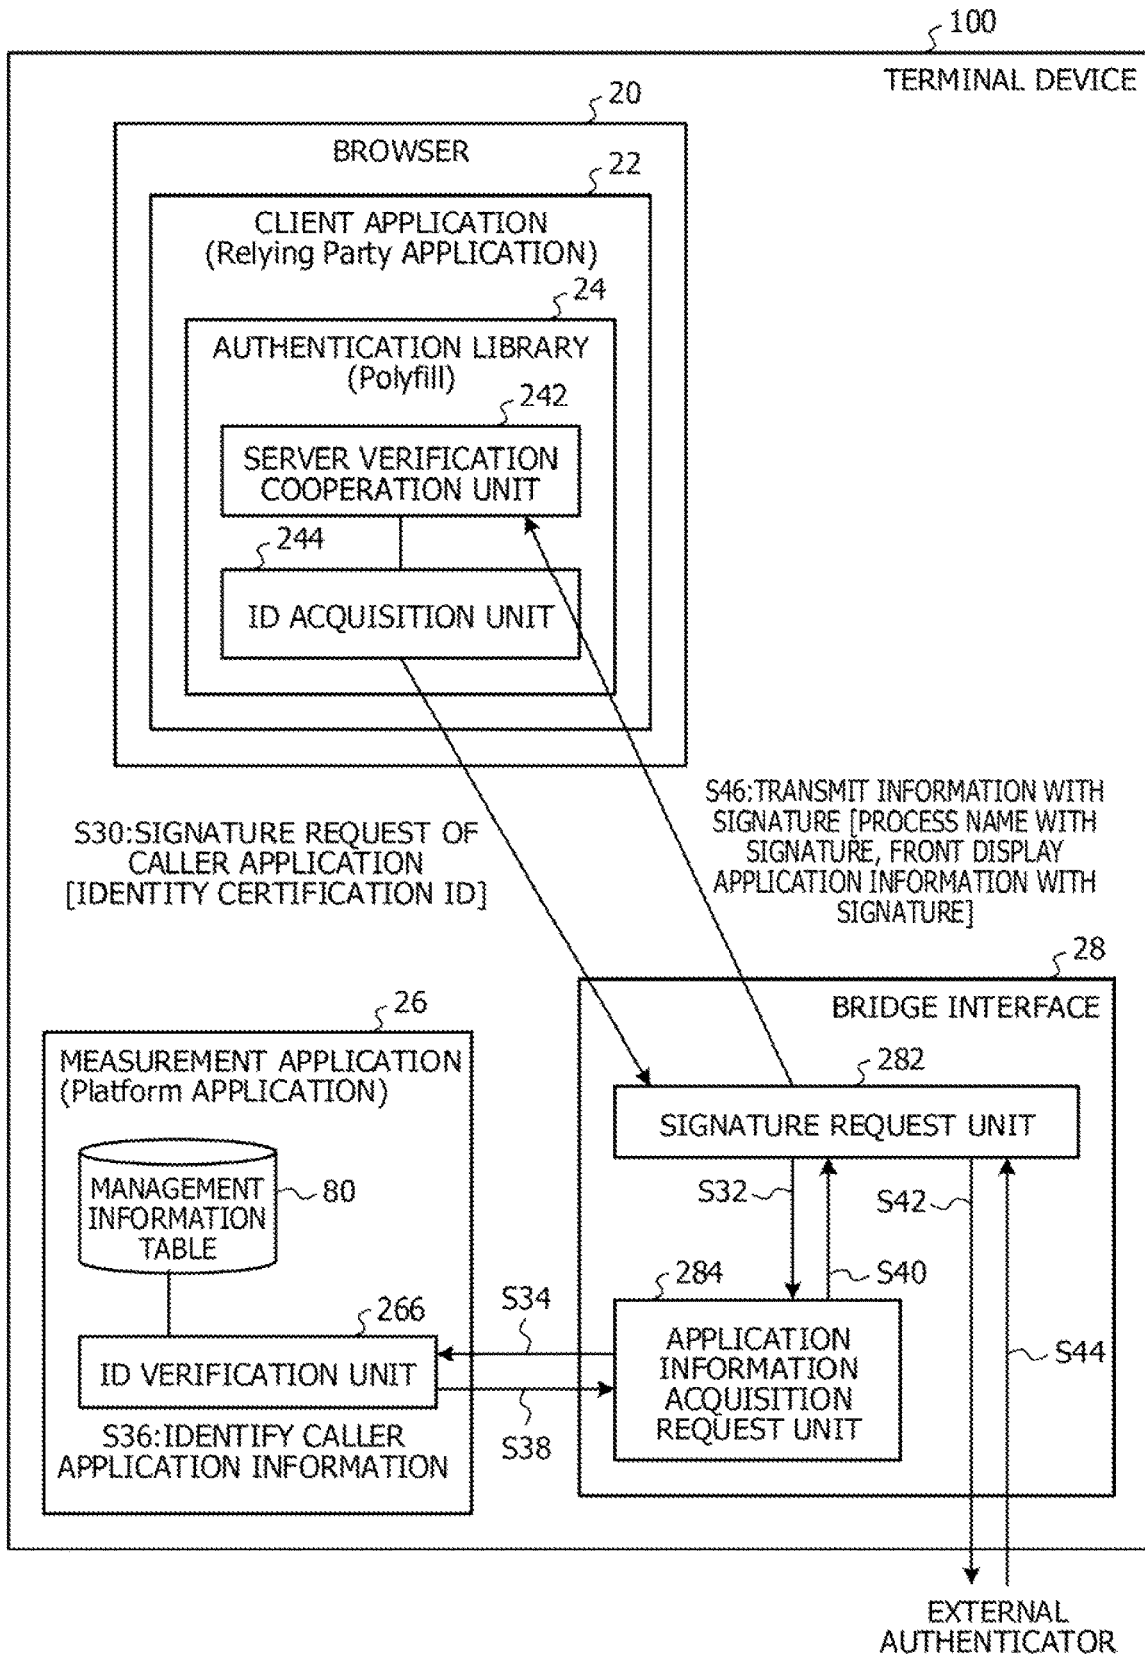 100
TERMINAL DEVICE
20
BROWSER
22
CLIENT APPLICATION
(Relying Party APPLICATION)
24
AUTHENTICATION LIBRARY
(Polyfill)
242
SERVER VERIFICATION
COOPERATION UNIT
244
ID ACQUISITION UNIT
S30:SIGNATURE REQUEST OF
CALLER APPLICATION
[IDENTITY CERTIFICATION ID]
S46:TRANSMIT INFORMATION WITH
SIGNATURE [PROCESS NAME WITH
SIGNATURE, FRONT DISPLAY
APPLICATION INFORMATION WITH
SIGNATURE]
28
BRIDGE INTERFACE
282
SIGNATURE REQUEST UNIT
26
MEASUREMENT APPLICATION
(Platform APPLICATION)
MANAGEMENT
INFORMATION
TABLE
80
S32
S40
S42
S44
284
APPLICATION
INFORMATION
ACQUISITION
REQUEST UNIT
S34
S38
266
ID VERIFICATION UNIT
S36:IDENTIFY CALLER
APPLICATION INFORMATION
EXTERNAL
AUTHENTICATOR